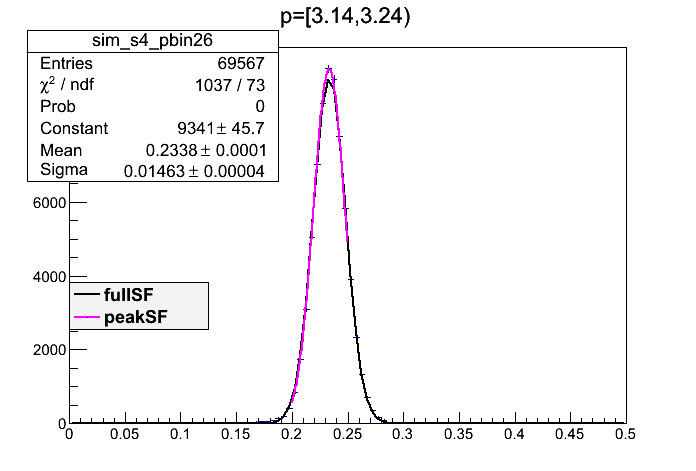 p=[3.14,3.24)
sim_s4_pbin26
Entries 69567
χ² / ndf 1037 / 73
Prob 0
Constant 9341 ± 45.7
Mean 0.2338 ± 0.0001
Sigma 0.01463 ± 0.00004
6000
4000
fullSF
peakSF
2000
0
0 0.05 0.1 0.15 0.2 0.25 0.3 0.35 0.4 0.45 0.5